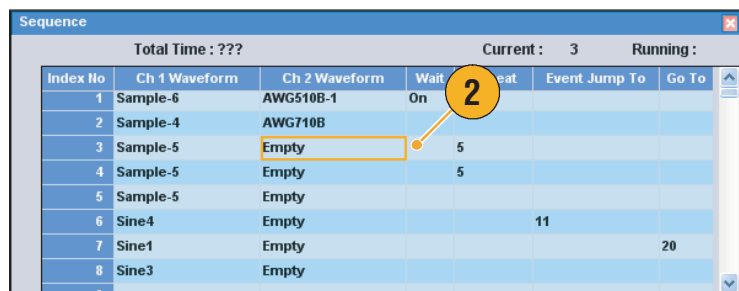 Sequence
Total Time : ??? Current : 3 Running :
Index No Ch 1 Waveform Ch 2 Waveform Wait eat Event Jump To Go To
1 Sample-6 AWG510B-1 On
2
2 Sample-4 AWG710B
3 Sample-5 Empty 5
4 Sample-5 Empty 5
5 Sample-5 Empty
6 Sine4 Empty 11
7 Sine1 Empty 20
8 Sine3 Empty